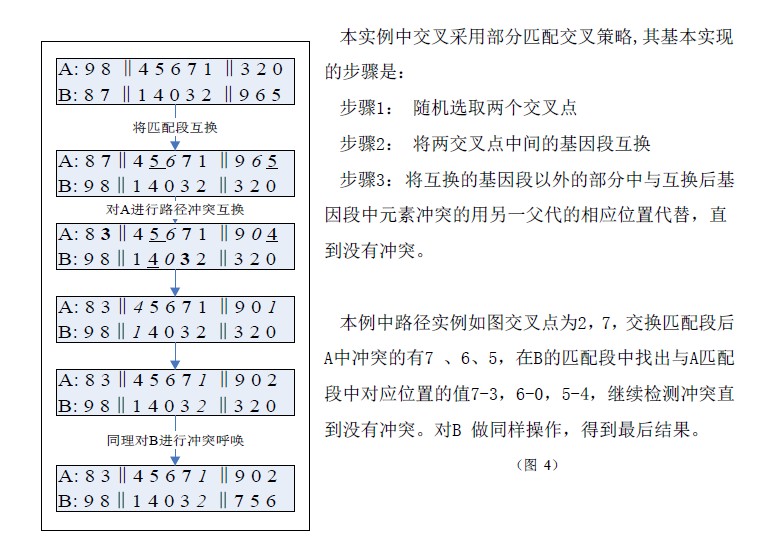 A: 9 8 ‖ 4 5 6 7 1 ‖ 3 2 0
B: 8 7 ‖ 1 4 0 3 2 ‖ 9 6 5
将匹配段互换
A: 8 7 ‖ 4 5 6 7 1 ‖ 9 6 5
B: 9 8 ‖ 1 4 0 3 2 ‖ 3 2 0
对A进行路径冲突互换
A: 8 3 ‖ 4 5 6 7 1 ‖ 9 0 4
B: 9 8 ‖ 1 4 0 3 2 ‖ 3 2 0
A: 8 3 ‖ 4 5 6 7 1 ‖ 9 0 1
B: 9 8 ‖ 1 4 0 3 2 ‖ 3 2 0
A: 8 3 ‖ 4 5 6 7 1 ‖ 9 0 2
B: 9 8 ‖ 1 4 0 3 2 ‖ 3 2 0
同理对B进行冲突呼唤
A: 8 3 ‖ 4 5 6 7 1 ‖ 9 0 2
B: 9 8 ‖ 1 4 0 3 2 ‖ 7 5 6
本实例中交叉采用部分匹配交叉策略,其基本实现
的步骤是：
步骤1： 随机选取两个交叉点
步骤2： 将两交叉点中间的基因段互换
步骤3：将互换的基因段以外的部分中与互换后基
因段中元素冲突的用另一父代的相应位置代替，直
到没有冲突。
本例中路径实例如图交叉点为2，7，交换匹配段后
A中冲突的有7 、6、5，在B的匹配段中找出与A匹配
段中对应位置的值7-3，6-0，5-4，继续检测冲突直
到没有冲突。对B 做同样操作，得到最后结果。
（图 4）